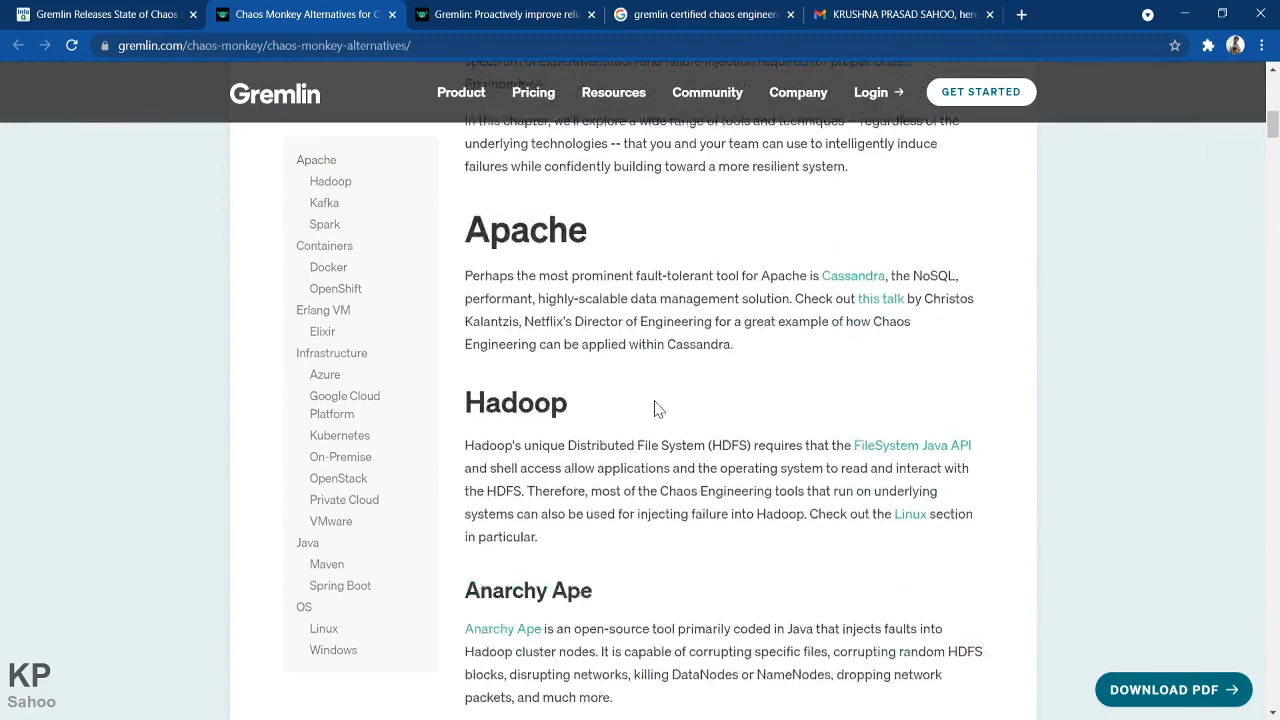 Gremlin Releases State of Chaos
Chaos Monkey Alternatives for C
Gremlin: Proactively improve reli
gremlin certified chaos engineer
KRUSHNA PRASAD SAHOO, here
gremlin.com/chaos-monkey/chaos-monkey-alternatives/
Gremlin
Product
Pricing
Resources
Community
Company
Login →
GET STARTED
In this chapter, we'll explore a wide range of tools and techniques -- regardless of the
underlying technologies -- that you and your team can use to intelligently induce
failures while confidently building toward a more resilient system.
Apache
Hadoop
Kafka
Spark
Containers
Docker
OpenShift
Erlang VM
Elixir
Infrastructure
Azure
Google Cloud
Platform
Kubernetes
On-Premise
OpenStack
Private Cloud
VMware
Java
Maven
Spring Boot
OS
Linux
Windows
Apache
Perhaps the most prominent fault-tolerant tool for Apache is Cassandra, the NoSQL,
performant, highly-scalable data management solution. Check out this talk by Christos
Kalantzis, Netflix's Director of Engineering for a great example of how Chaos
Engineering can be applied within Cassandra.
Hadoop
Hadoop's unique Distributed File System (HDFS) requires that the FileSystem Java API
and shell access allow applications and the operating system to read and interact with
the HDFS. Therefore, most of the Chaos Engineering tools that run on underlying
systems can also be used for injecting failure into Hadoop. Check out the Linux section
in particular.
Anarchy Ape
Anarchy Ape is an open-source tool primarily coded in Java that injects faults into
Hadoop cluster nodes. It is capable of corrupting specific files, corrupting random HDFS
blocks, disrupting networks, killing DataNodes or NameNodes, dropping network
packets, and much more.
DOWNLOAD PDF →
KP
Sahoo